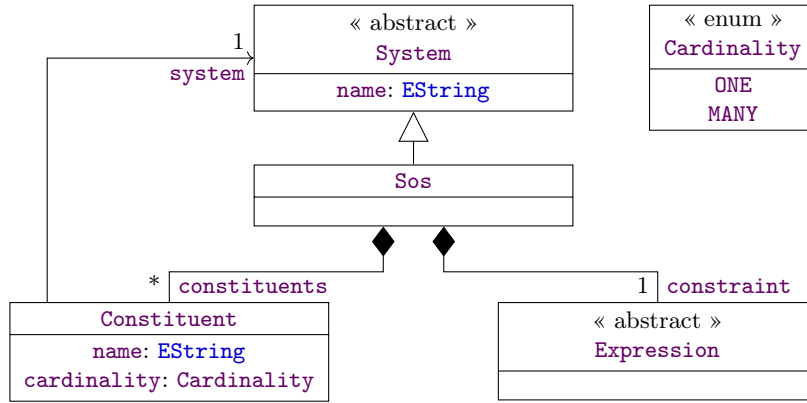 « abstract »
System
name: EString
1
system
« enum »
Cardinality
ONE
MANY
Sos
* constituents
1 constraint
Constituent
name: EString
cardinality: Cardinality
« abstract »
Expression